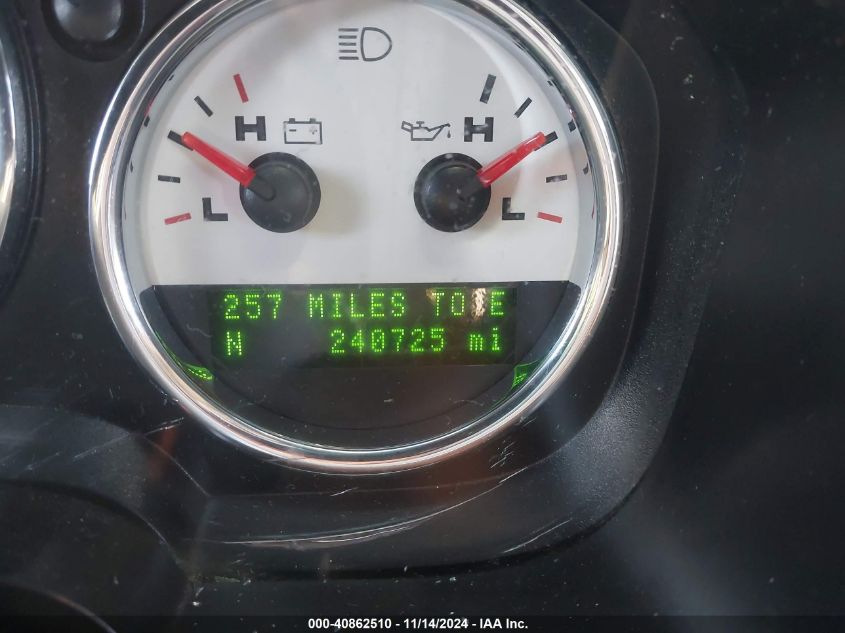 H H
L L
257 MILES TO E
N 240725 mi
000-40862510 - 11/14/2024 - IAA Inc.